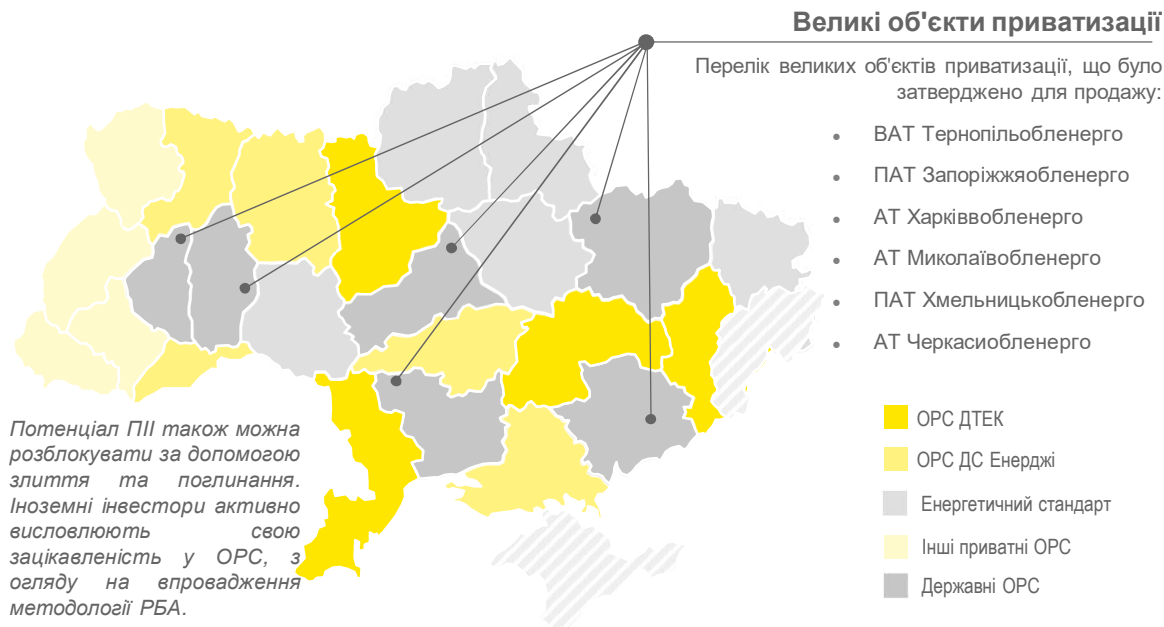 Великі об'єкти приватизації
Перелік великих об'єктів приватизації, що було
затверджено для продажу:
• ВАТ Тернопільобленерго
• ПАТ Запоріжжяобленерго
• АТ Харківвобленерго
• АТ Миколаївобленерго
• ПАТ Хмельницькобленерго
• АТ Черкасиобленерго
Потенціал ПІІ також можна
розблокувати за допомогою
злиття та поглинання.
Іноземні інвестори активно
висловлюють свою
зацікавленість у ОРС, з
огляду на впровадження
методології РБА.
ОРС ДТЕК
ОРС ДС Енерджі
Енергетичний стандарт
Інші приватні ОРС
Державні ОРС